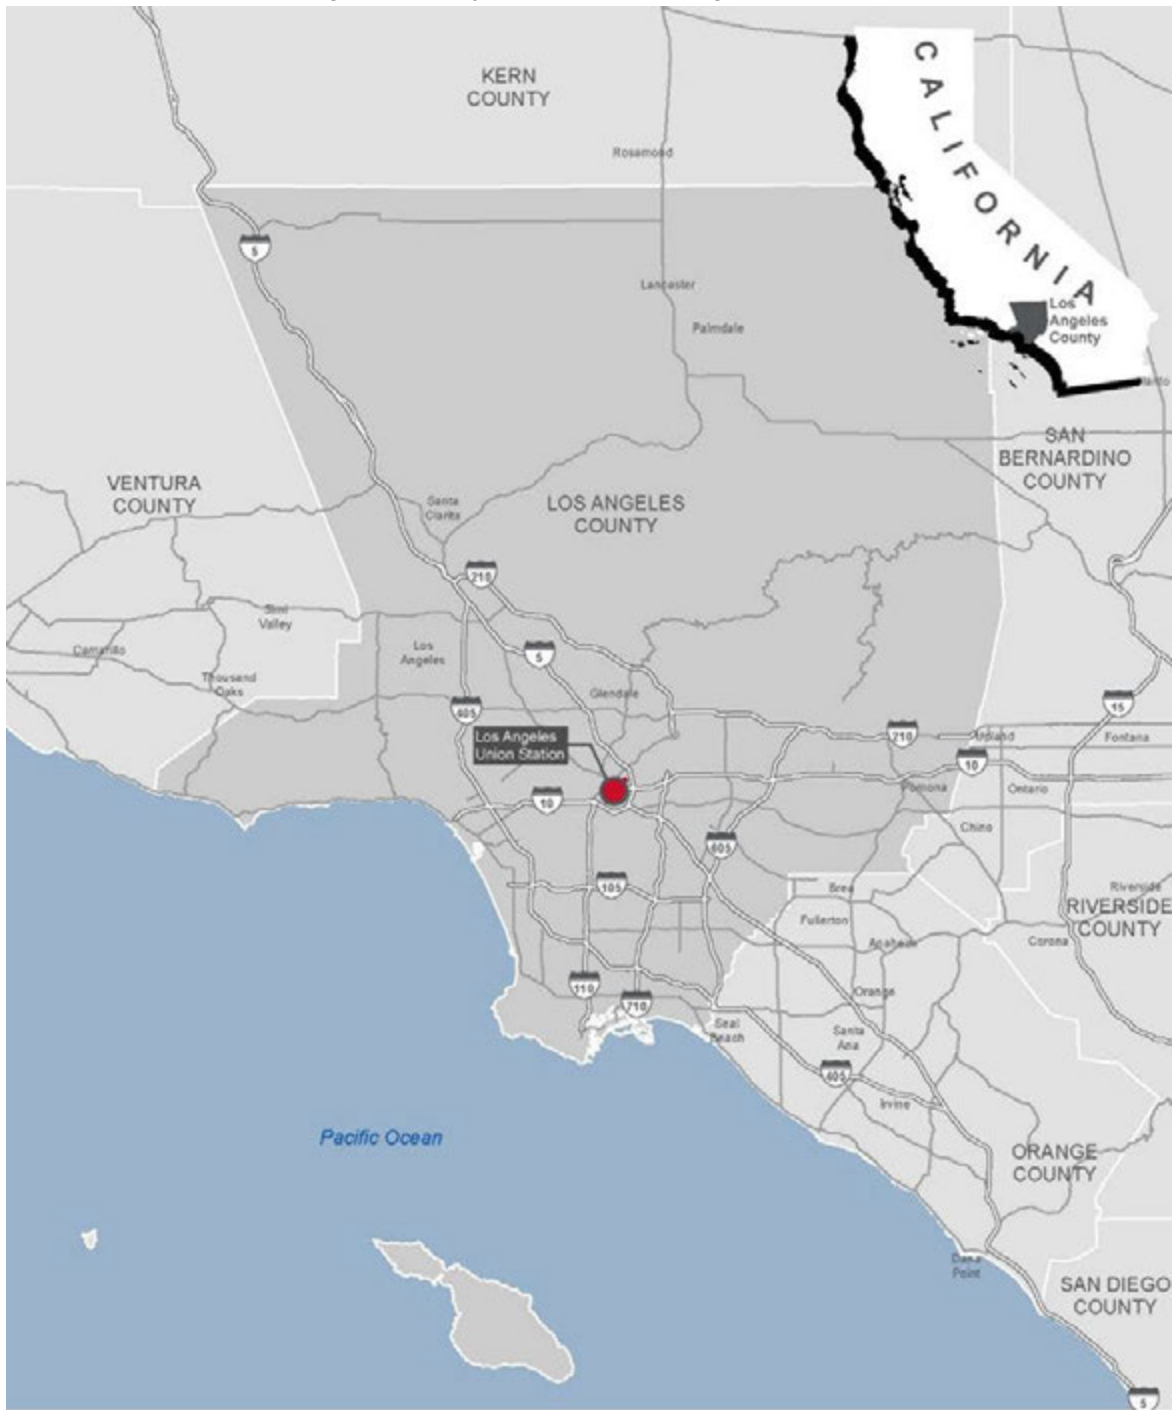 KERN
COUNTY
CALIFORNIA
Rosamond
5
Lancaster
Los
Angeles
County
Palmdale
SAN
BERNARDINO
COUNTY
VENTURA
COUNTY
Santa
Clarita
LOS ANGELES
COUNTY
210
Simi
Valley
Camarillo
Los
Angeles
5
Thousand
Oaks
Glendale
405
15
Los Angeles
Union Station
210
Upland
Fontana
10
10
Pomona
Ontario
Chino
605
105
Brea
Riverside
RIVERSIDE
COUNTY
Fullerton
Anaheim
Corona
110
710
Orange
Seal
Beach
Santa
Ana
405
Irvine
Pacific Ocean
ORANGE
COUNTY
Dana
Point
SAN DIEGO
COUNTY
5